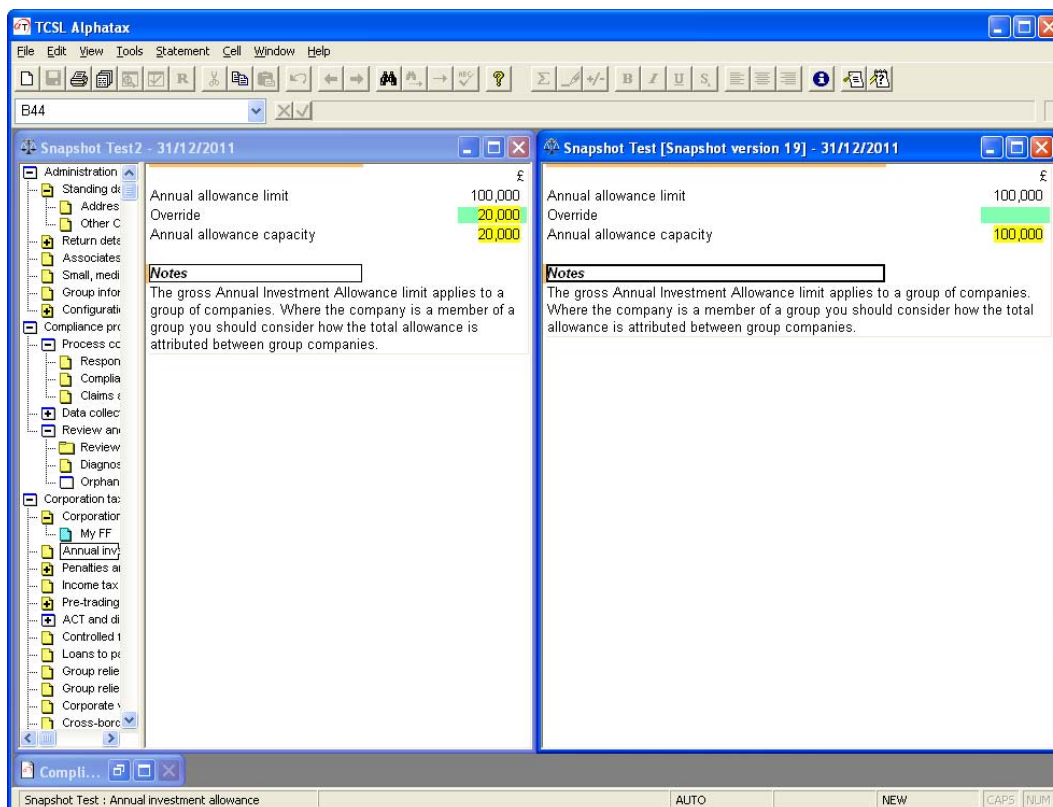 TCSL Alphatax
File Edit View Tools Statement Cell Window Help
B44
Snapshot Test2 - 31/12/2011
Administration
Standing
Addres
Other C
Return deta
Associates
Small, medi
Group infor
Configurati
Compliance pro
Process co
Respon
Complia
Claims
Data collec
Review an
Review
Diagnos
Orphan
Corporation ta
Corporation
My FF
Annual inv
Penalties a
Income tax
Pre-trading
ACT and di
Controlled
Loans to p
Group relie
Group relie
Corporate
Cross-bord
£
Annual allowance limit 100,000
Override 20,000
Annual allowance capacity 20,000
Notes
The gross Annual Investment Allowance limit applies to a
group of companies. Where the company is a member of a
group you should consider how the total allowance is
attributed between group companies.
Snapshot Test [Snapshot version 19] - 31/12/2011
£
Annual allowance limit 100,000
Override
Annual allowance capacity 100,000
Notes
The gross Annual Investment Allowance limit applies to a group of companies.
Where the company is a member of a group you should consider how the total
allowance is attributed between group companies.
Compli...
Snapshot Test : Annual investment allowance AUTO NEW CAPS NUM